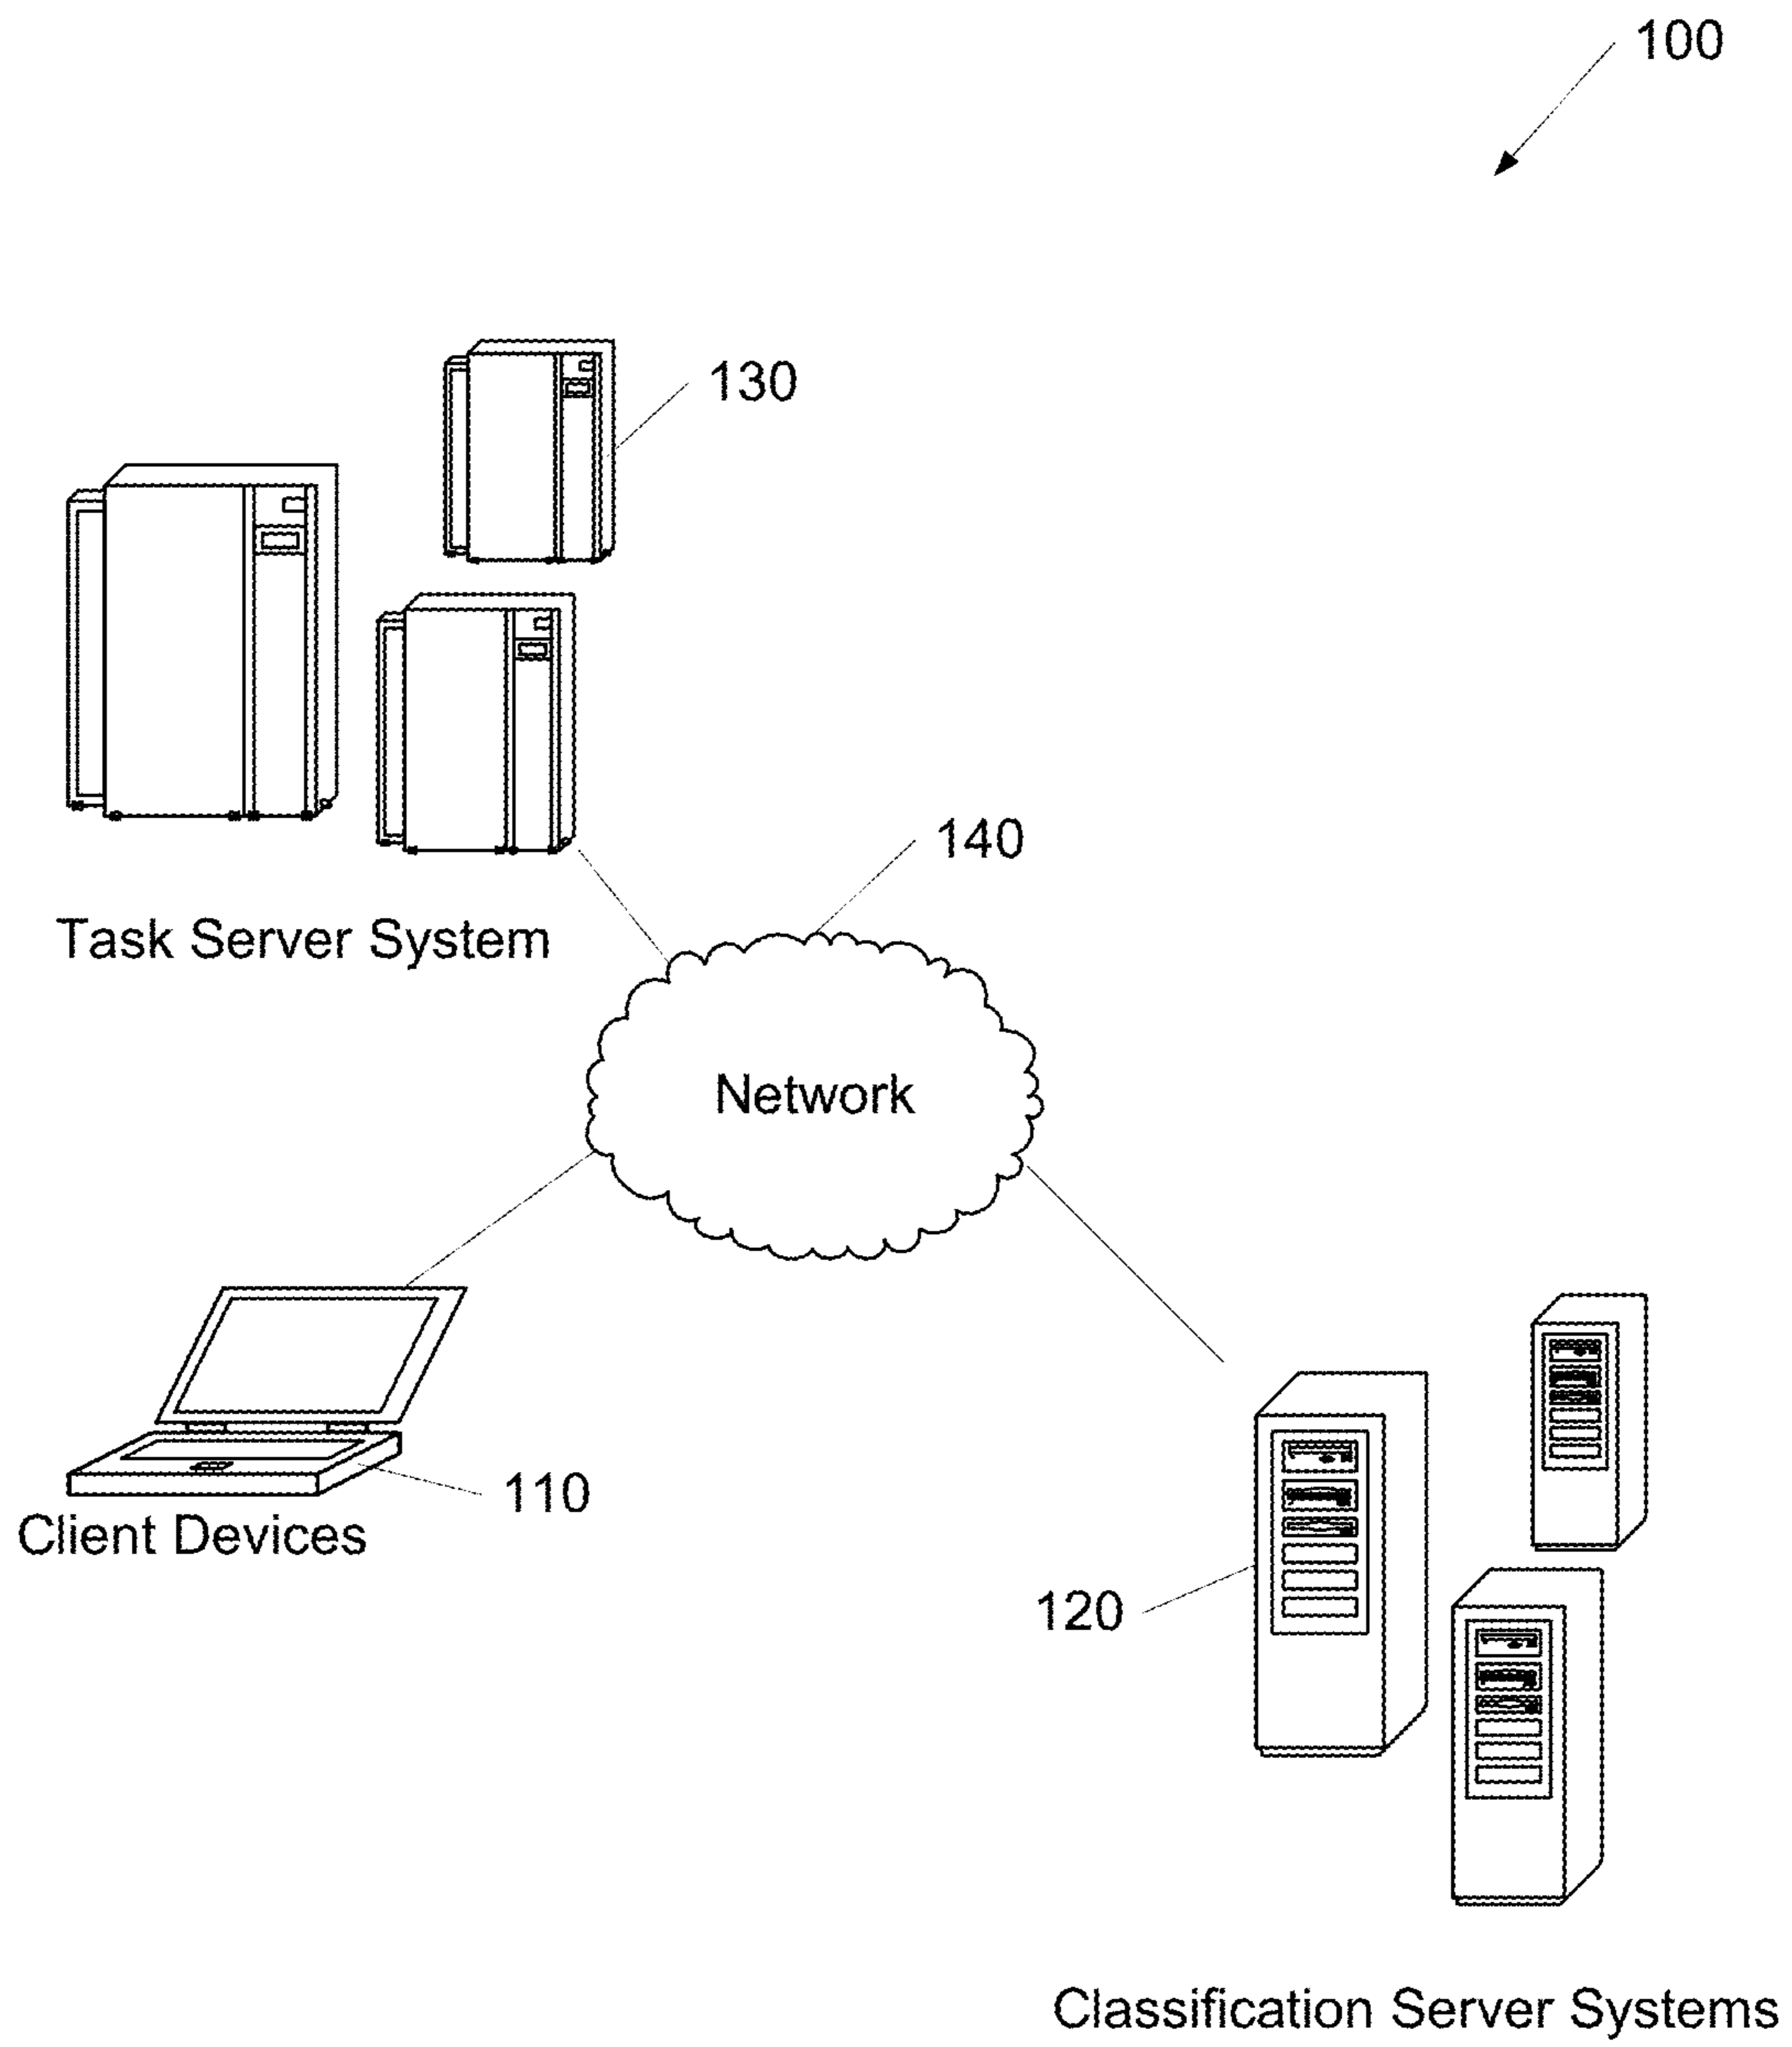 100
130
140
Task Server System
Network
110
Client Devices
120
Classification Server Systems